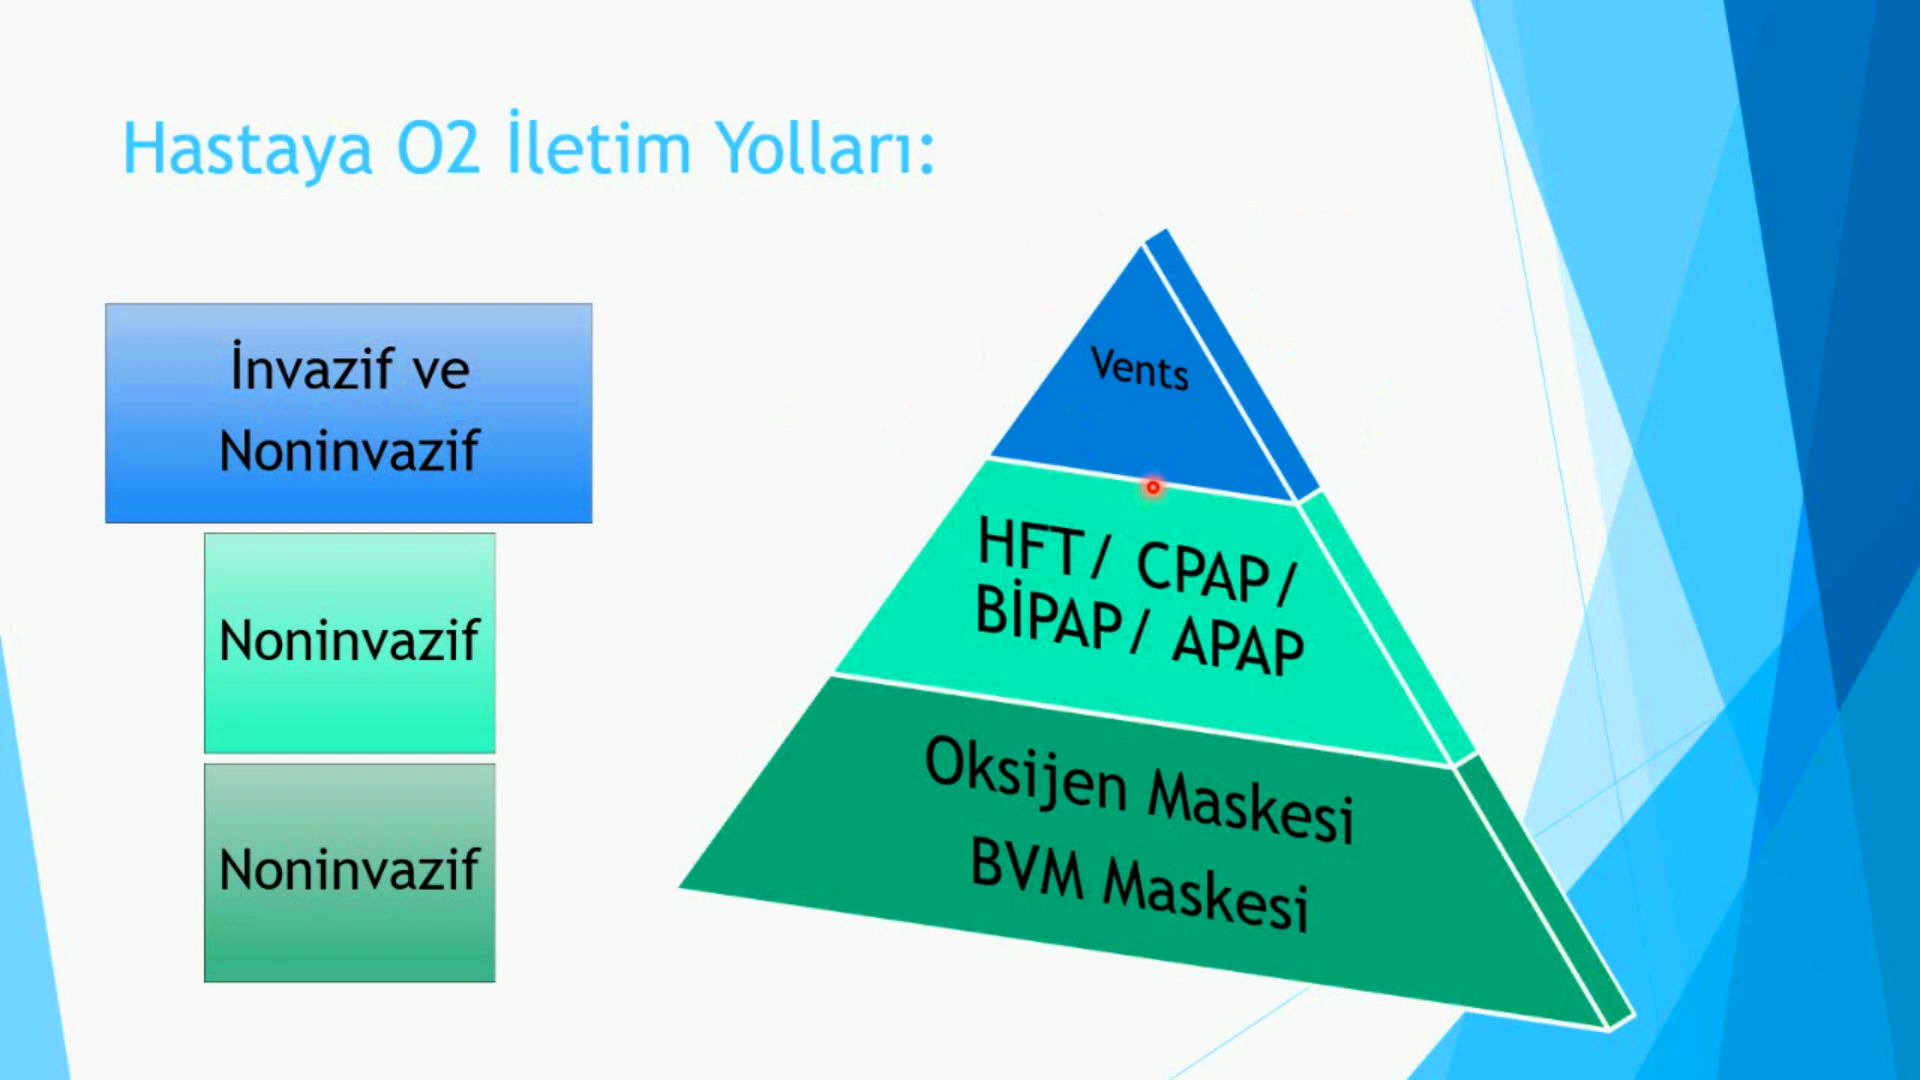 Hastaya O2 İletim Yolları:
İnvazif ve
Noninvazif
Noninvazif
Noninvazif
Vents
HFT/ CPAP/
BİPAP/ APAP
Oksijen Maskesi
BVM Maskesi